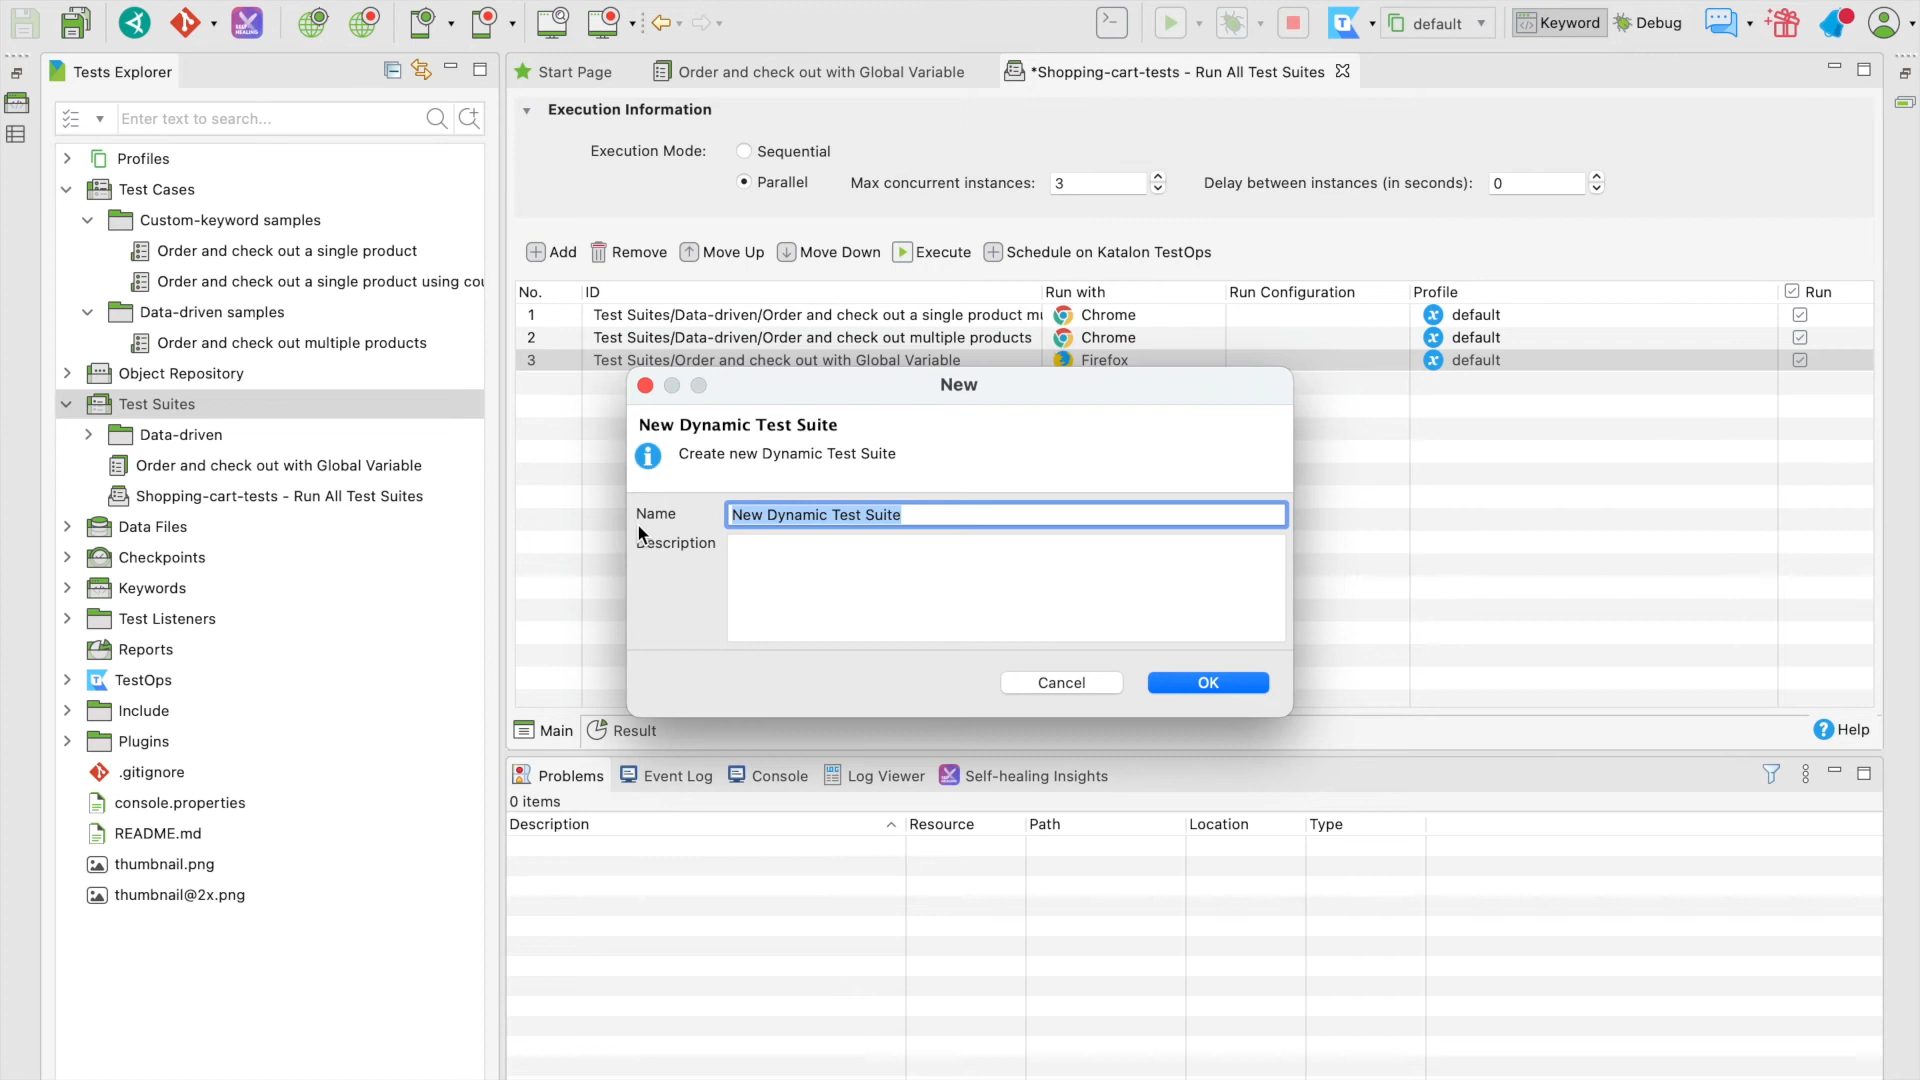 default
Keyword
Debug
Tests Explorer
Start Page
Order and check out with Global Variable
*Shopping-cart-tests - Run All Test Suites
Enter text to search...
Profiles
Test Cases
Custom-keyword samples
Order and check out a single product
Order and check out a single product using cou
Data-driven samples
Order and check out multiple products
Object Repository
Test Suites
Data-driven
Order and check out with Global Variable
Shopping-cart-tests - Run All Test Suites
Data Files
Checkpoints
Keywords
Test Listeners
Reports
TestOps
Include
Plugins
.gitignore
console.properties
README.md
thumbnail.png
thumbnail@2x.png
Execution Information
Execution Mode:
Sequential
Parallel
Max concurrent instances:
3
Delay between instances (in seconds):
0
Add
Remove
Move Up
Move Down
Execute
Schedule on Katalon TestOps
No. ID Run with Run Configuration Profile Run
1 Test Suites/Data-driven/Order and check out a single product mu Chrome default
2 Test Suites/Data-driven/Order and check out multiple products Chrome default
3 Test Suites/Order and check out with Global Variable Firefox default
New
New Dynamic Test Suite
Create new Dynamic Test Suite
Name
New Dynamic Test Suite
Description
Cancel
OK
Main
Result
Help
Problems
Event Log
Console
Log Viewer
Self-healing Insights
0 items
Description Resource Path Location Type